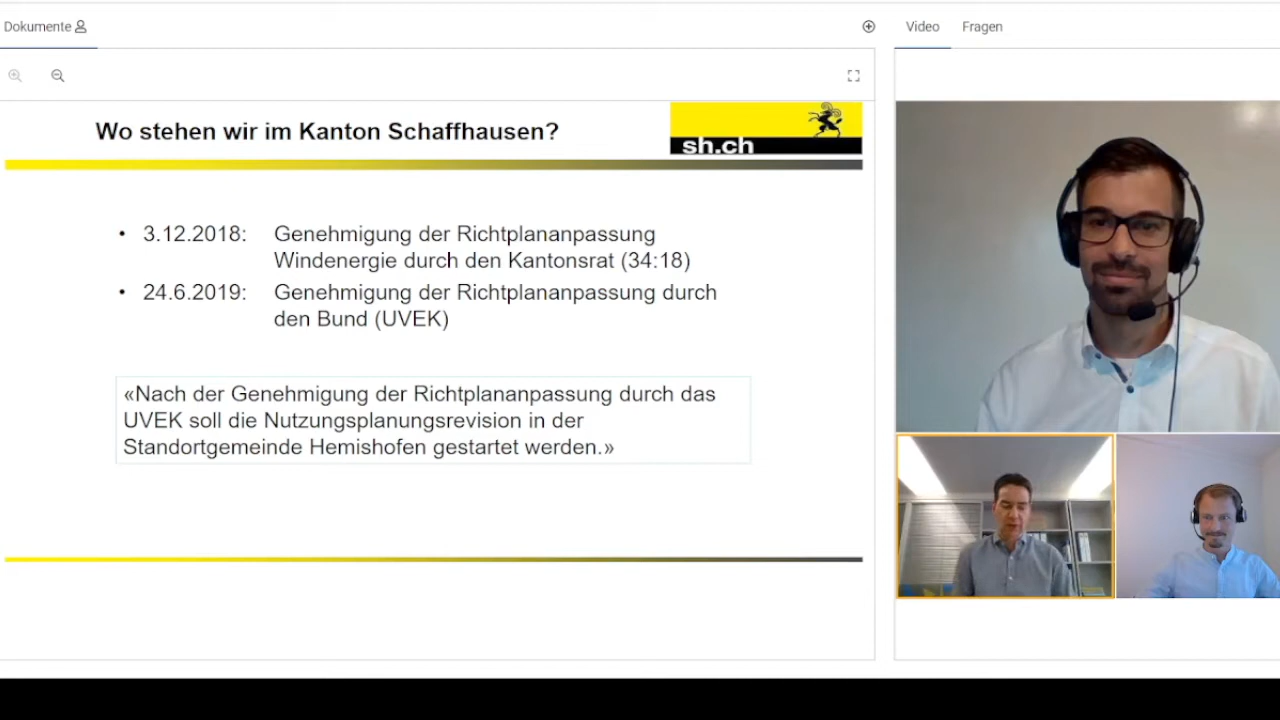 Dokumente
Video Fragen
Wo stehen wir im Kanton Schaffhausen?
sh.ch
• 3.12.2018: Genehmigung der Richtplananpassung
Windenergie durch den Kantonsrat (34:18)
• 24.6.2019: Genehmigung der Richtplananpassung durch
den Bund (UVEK)
«Nach der Genehmigung der Richtplananpassung durch das
UVEK soll die Nutzungsplanungsrevision in der
Standortgemeinde Hemishofen gestartet werden.»